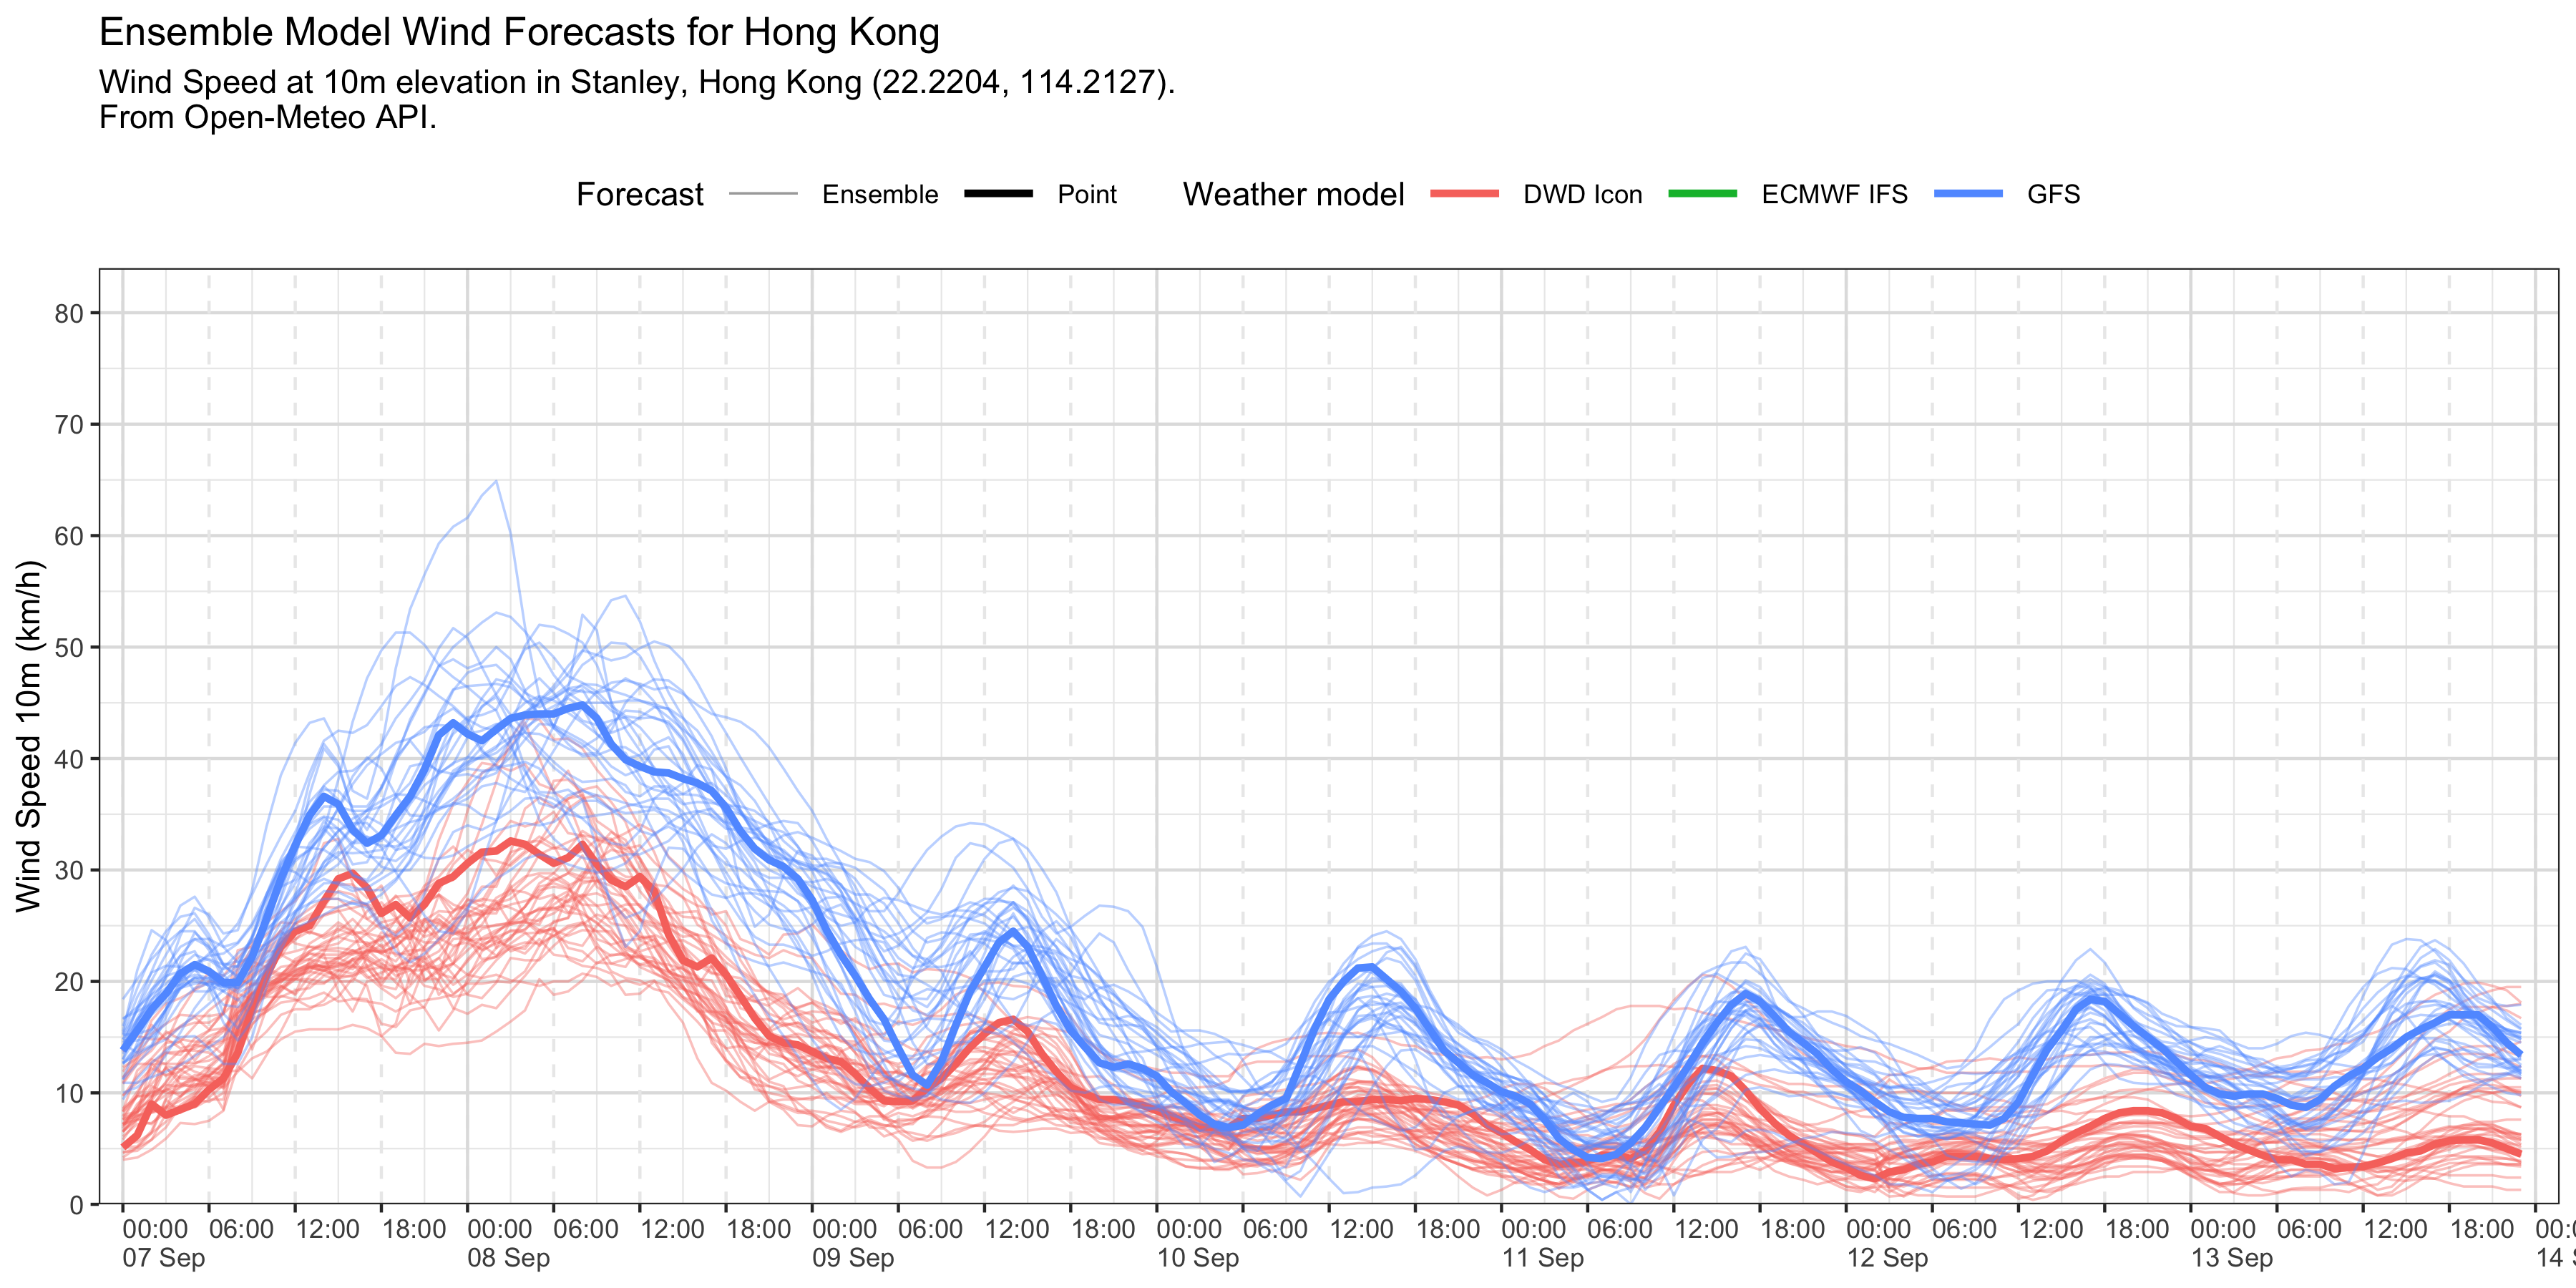 Ensemble Model Wind Forecasts for Hong Kong
Wind Speed at 10m elevation in Stanley, Hong Kong (22.2204, 114.2127).
From Open-Meteo API.
Forecast Ensemble Point Weather model DWD Icon ECMWF IFS GFS
Wind Speed 10m (km/h)
80
70
60
50
40
30
20
10
0
00:00 06:00 12:00 18:00 00:00 06:00 12:00 18:00 00:00 06:00 12:00 18:00 00:00 06:00 12:00 18:00 00:00 06:00 12:00 18:00 00:00 06:00 12:00 18:00 00:00 06:00 12:00 18:00
07 Sep 08 Sep 09 Sep 10 Sep 11 Sep 12 Sep 13 Sep 14